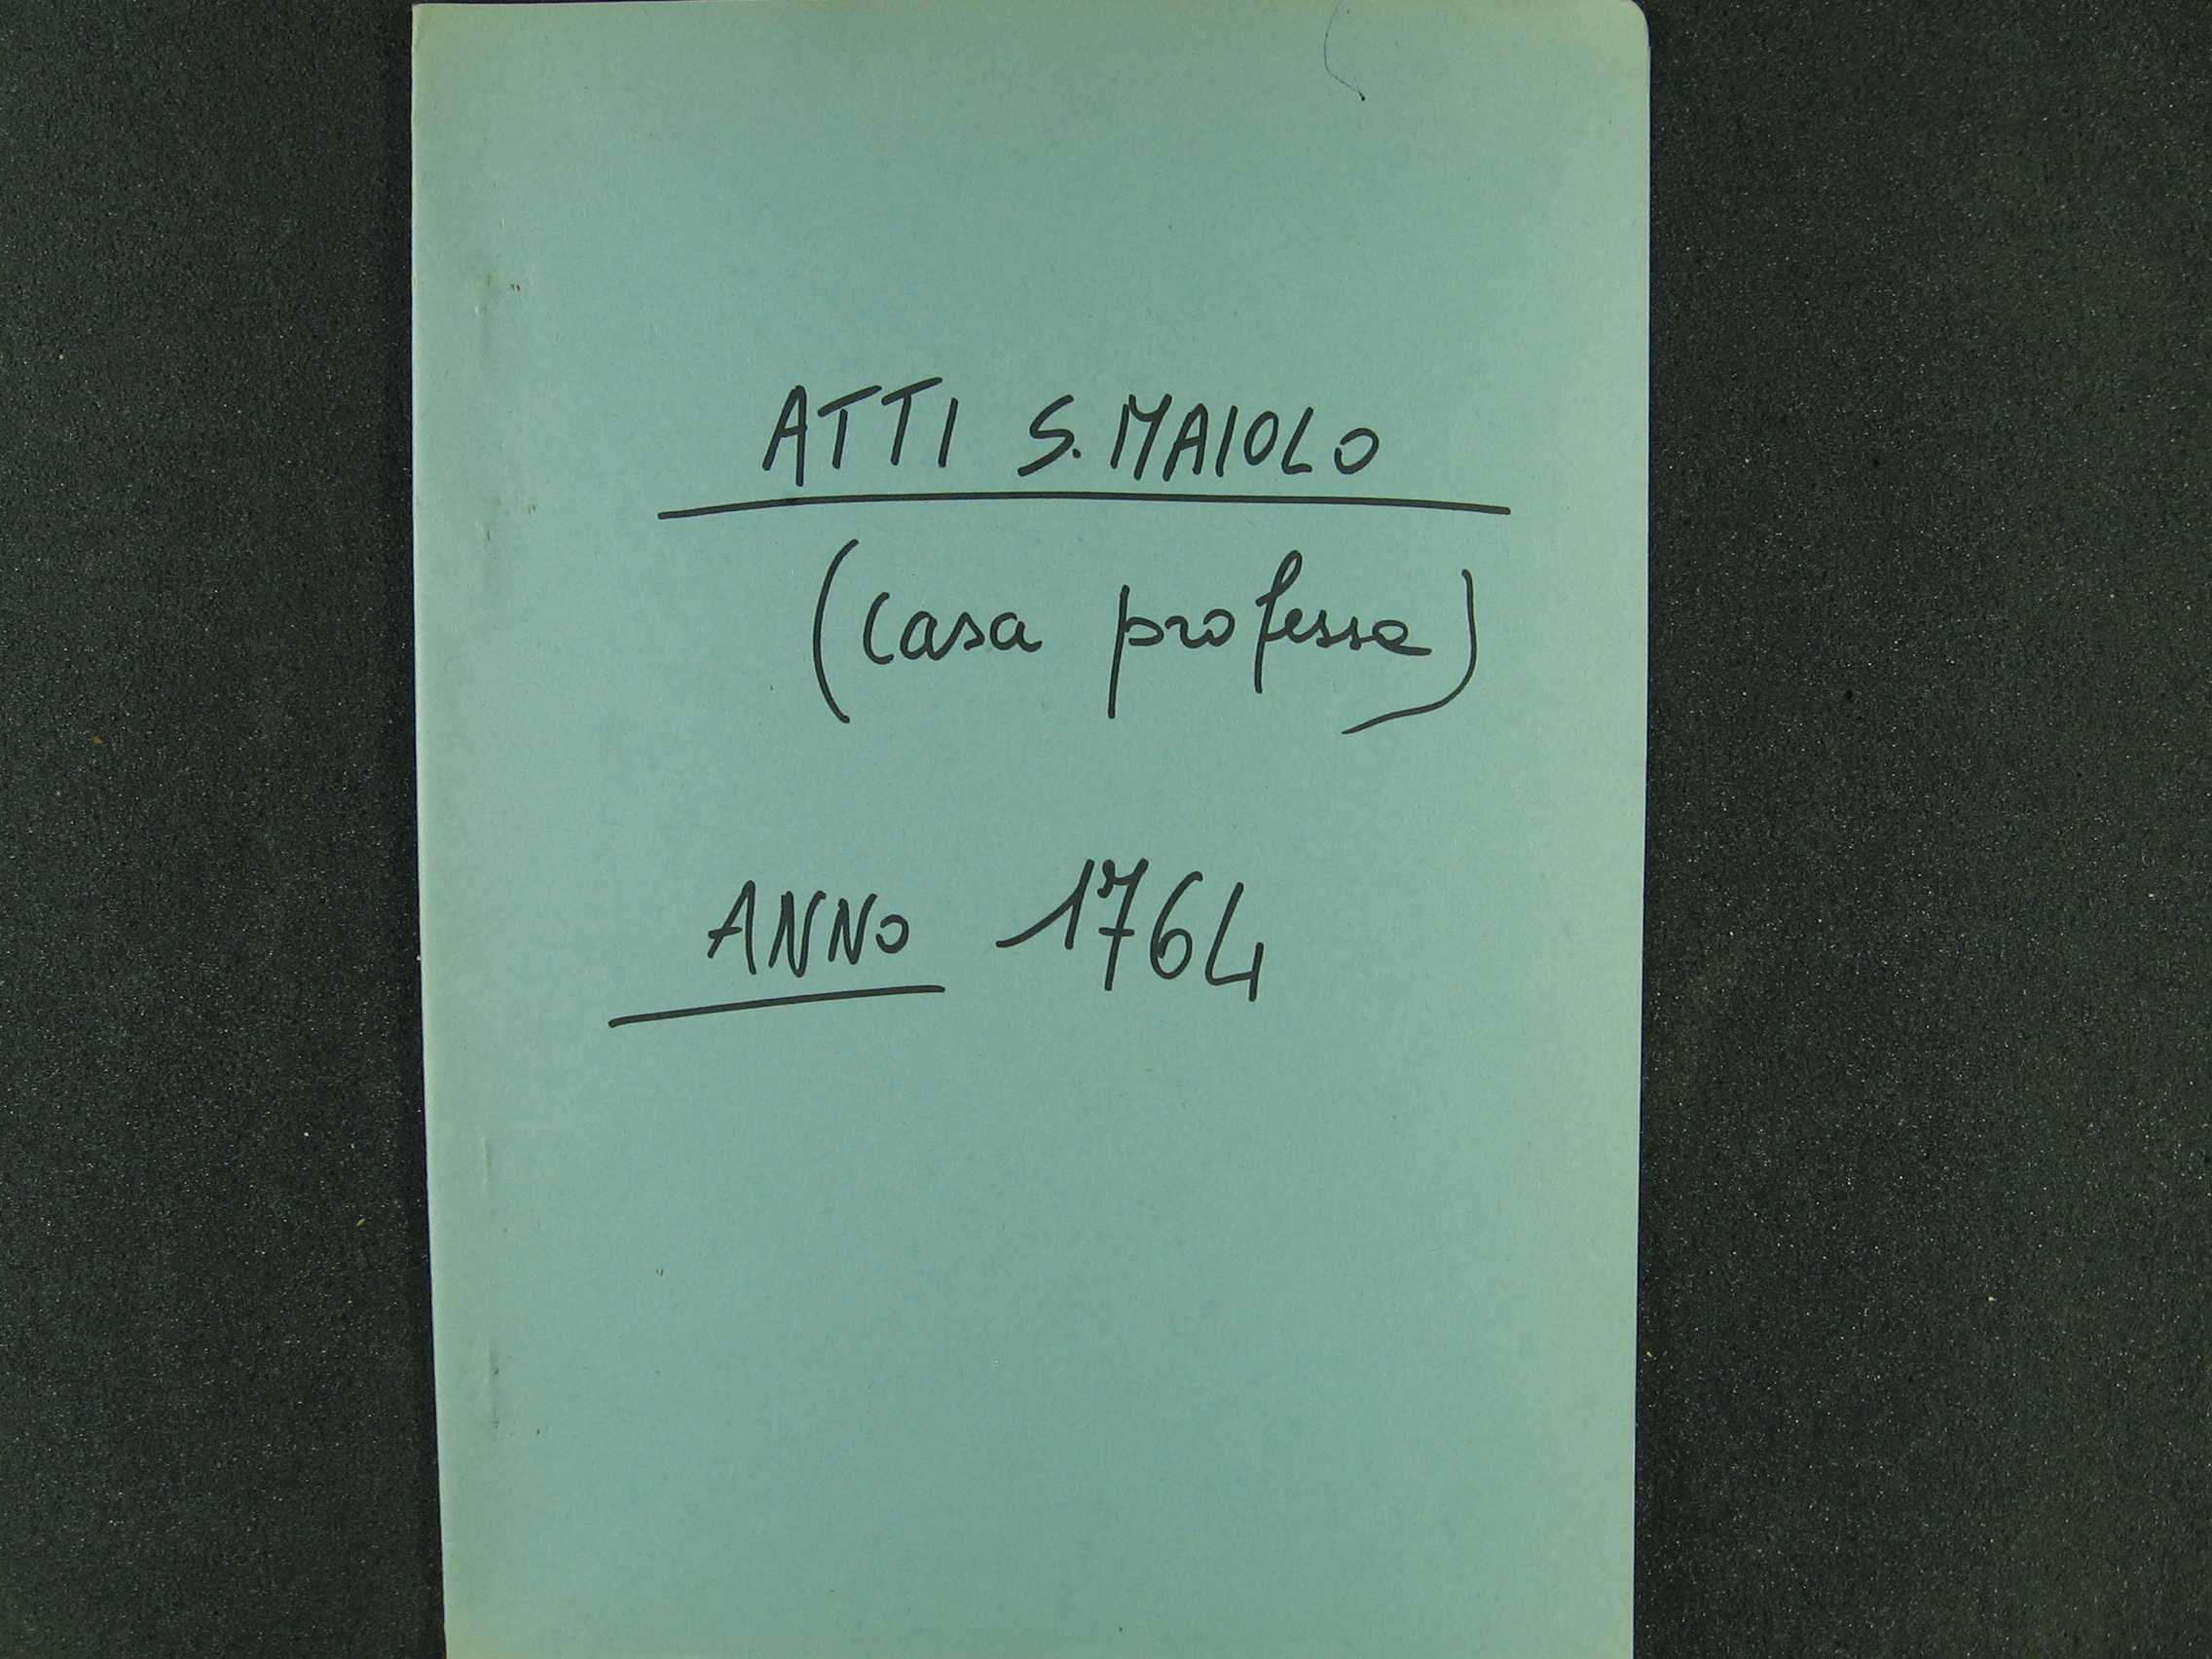 ATTI S. MAIOLO
(casa professa)
ANNO 1764